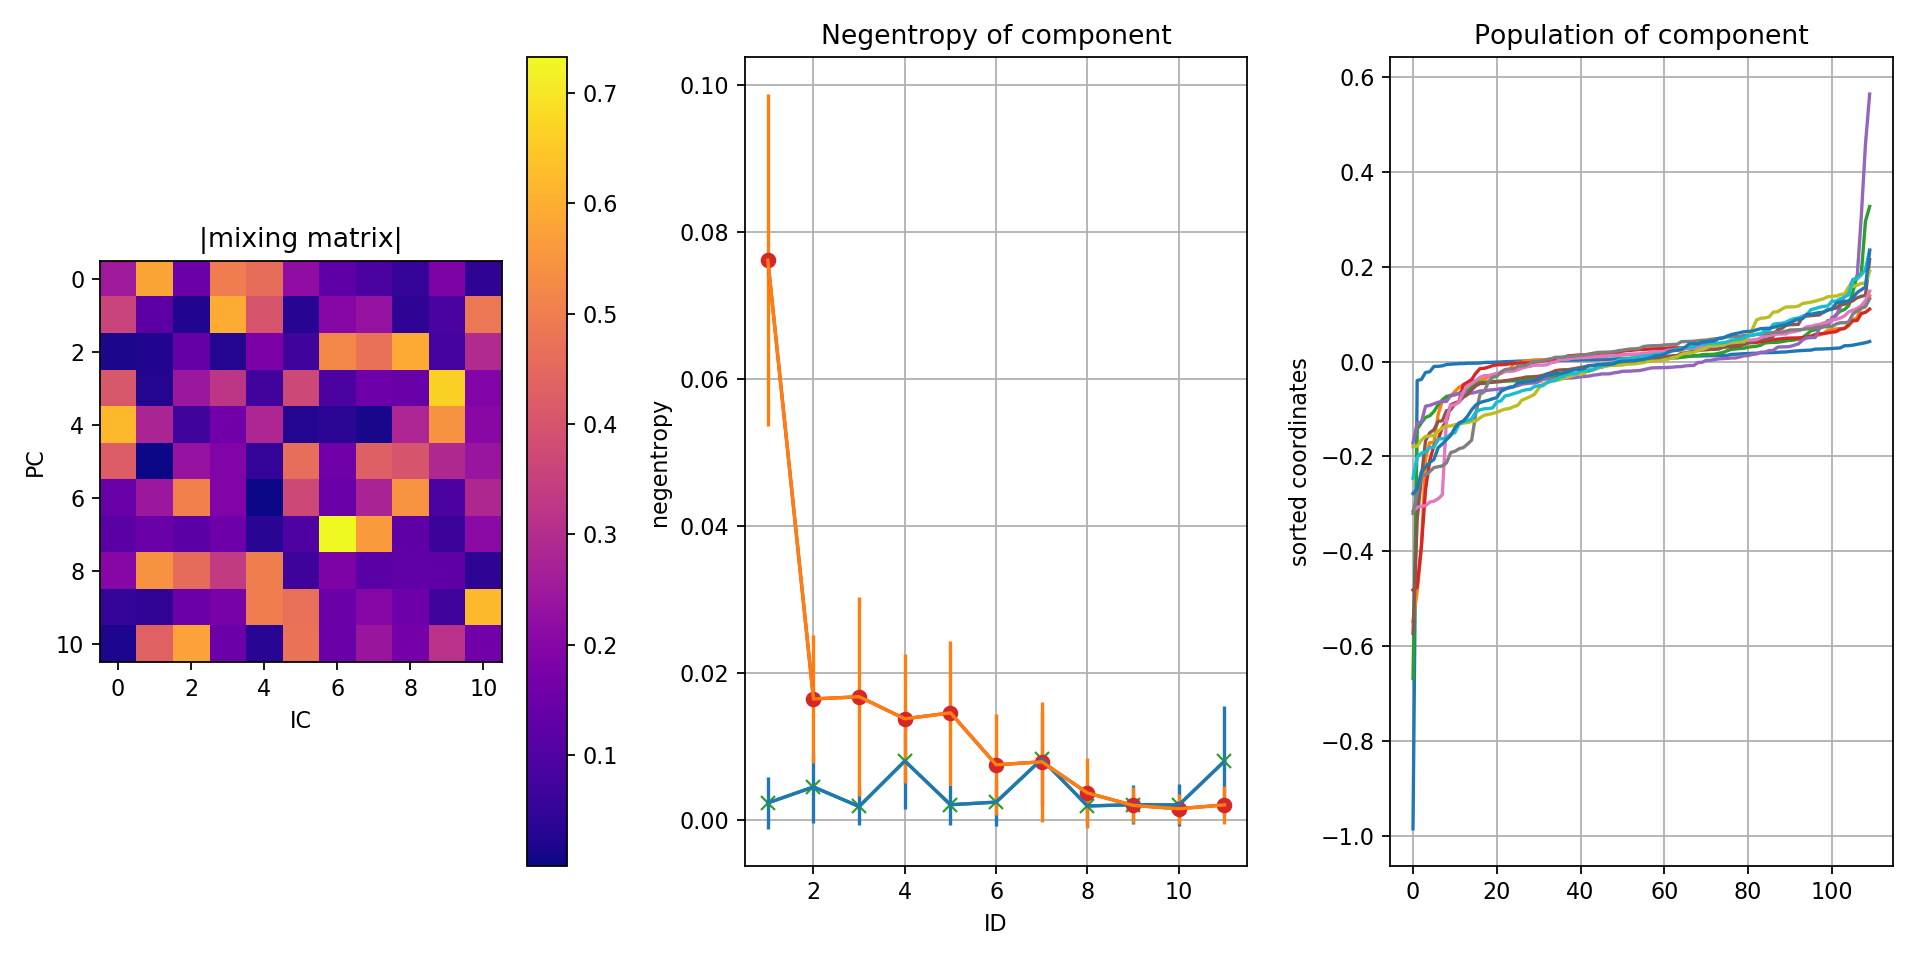 |mixing matrix|
PC
0
2
4
6
8
10
0 2 4 6 8 10
IC
0.7
0.6
0.5
0.4
0.3
0.2
0.1
Negentropy of component
negentropy
0.10
0.08
0.06
0.04
0.02
0.00
2 4 6 8 10
ID
Population of component
sorted coordinates
0.6
0.4
0.2
0.0
−0.2
−0.4
−0.6
−0.8
−1.0
0 20 40 60 80 100